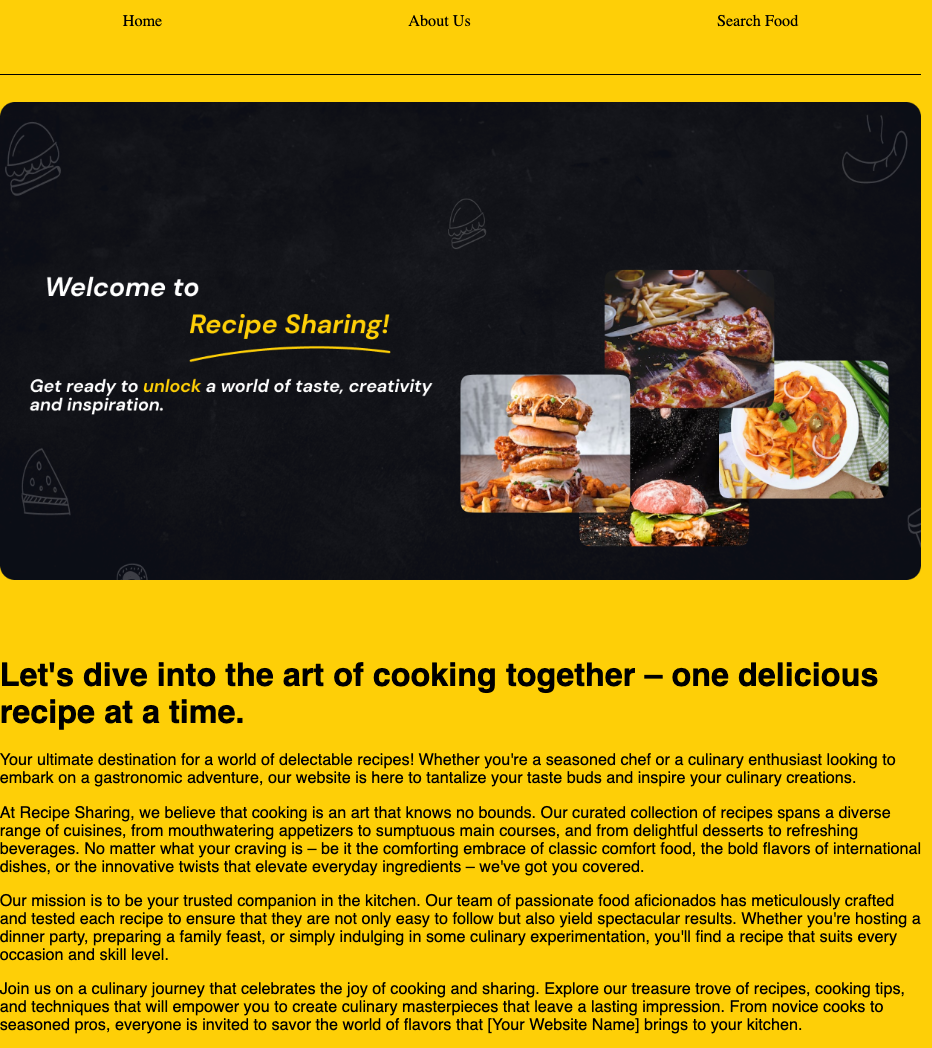 Home
About Us
Search Food
Welcome to
Recipe Sharing!
Get ready to unlock a world of taste, creativity
and inspiration.
Let's dive into the art of cooking together – one delicious
recipe at a time.
Your ultimate destination for a world of delectable recipes! Whether you're a seasoned chef or a culinary enthusiast looking to
embark on a gastronomic adventure, our website is here to tantalize your taste buds and inspire your culinary creations.
At Recipe Sharing, we believe that cooking is an art that knows no bounds. Our curated collection of recipes spans a diverse
range of cuisines, from mouthwatering appetizers to sumptuous main courses, and from delightful desserts to refreshing
beverages. No matter what your craving is – be it the comforting embrace of classic comfort food, the bold flavors of international
dishes, or the innovative twists that elevate everyday ingredients – we've got you covered.
Our mission is to be your trusted companion in the kitchen. Our team of passionate food aficionados has meticulously crafted
and tested each recipe to ensure that they are not only easy to follow but also yield spectacular results. Whether you're hosting a
dinner party, preparing a family feast, or simply indulging in some culinary experimentation, you'll find a recipe that suits every
occasion and skill level.
Join us on a culinary journey that celebrates the joy of cooking and sharing. Explore our treasure trove of recipes, cooking tips,
and techniques that will empower you to create culinary masterpieces that leave a lasting impression. From novice cooks to
seasoned pros, everyone is invited to savor the world of flavors that [Your Website Name] brings to your kitchen.